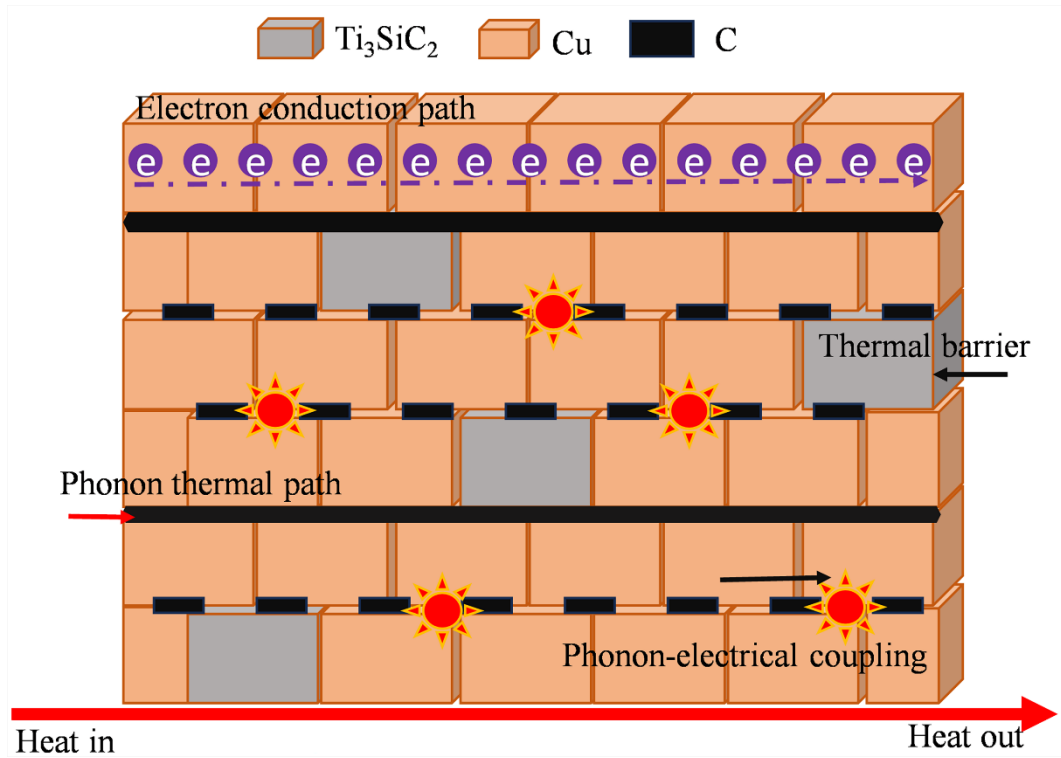 Ti₃SiC₂
Cu
C
Electron conduction path
e e e e e e e e e e e e e e e
Thermal barrier
Phonon thermal path
Phonon-electrical coupling
Heat in
Heat out